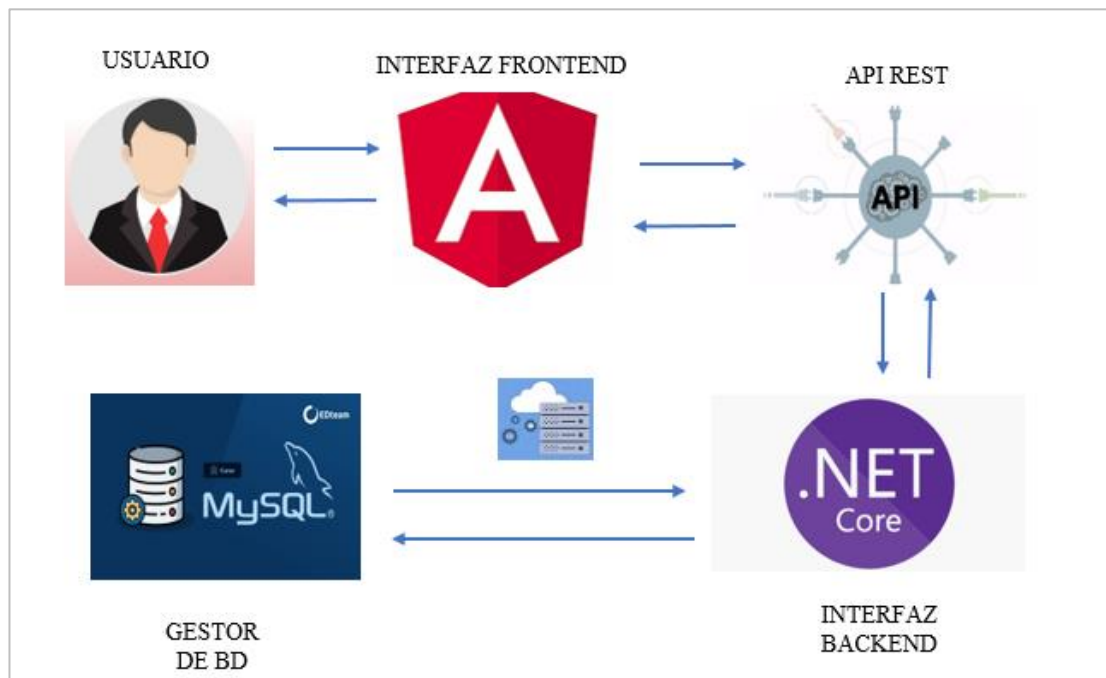 USUARIO
INTERFAZ FRONTEND
API REST
A
API
EDteam
MySQL®
.NET
Core
GESTOR
DE BD
INTERFAZ
BACKEND